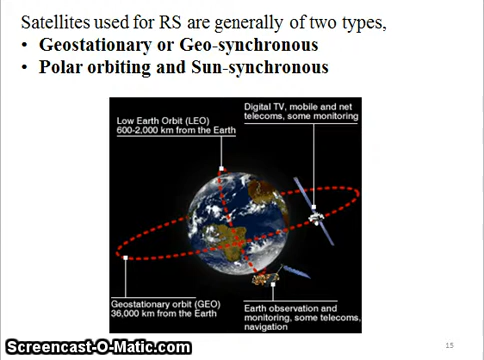 Satellites used for RS are generally of two types,
• Geostationary or Geo-synchronous
• Polar orbiting and Sun-synchronous
Digital TV, mobile and net
telecoms, some monitoring
Low Earth Orbit (LEO)
600-2,000 km from the Earth
Geostationary orbit (GEO)
36,000 km from the Earth
Earth observation and
monitoring, some telecoms,
navigation
15
Screencast-O-Matic.com